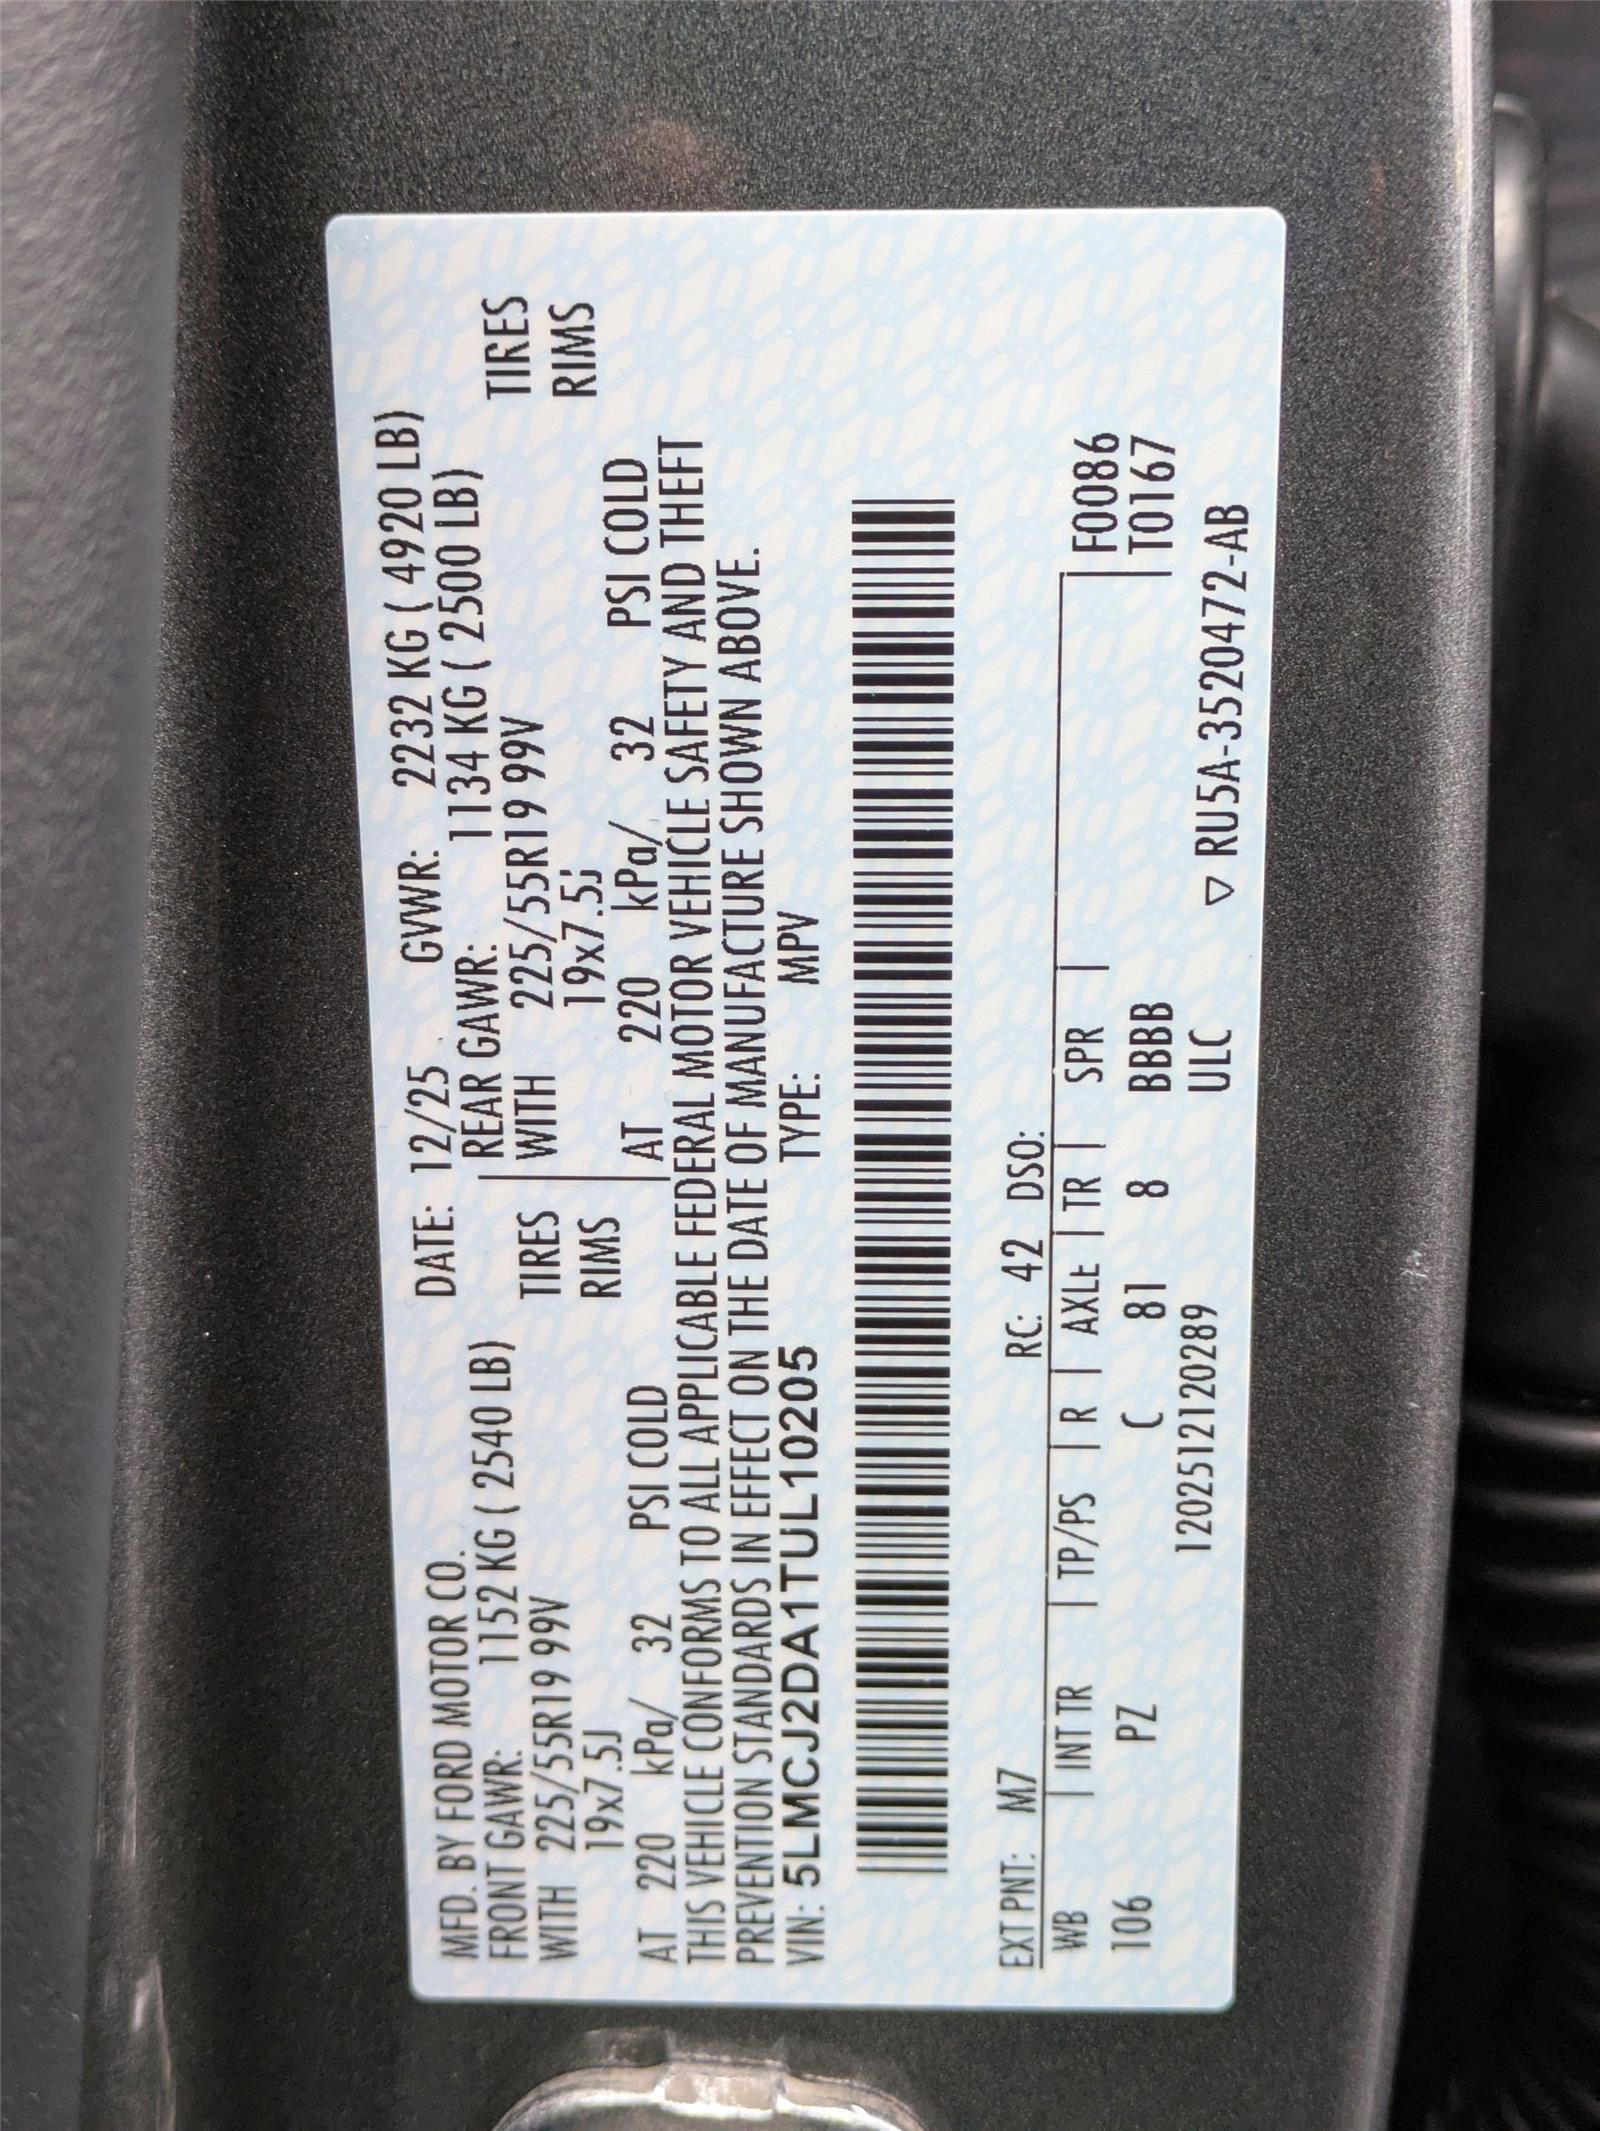 MFD. BY FORD MOTOR CO. DATE: 12/25 GVWR: 2232 KG ( 4920 LB)
FRONT GAWR: 1152 KG ( 2540 LB) REAR GAWR: 1134 KG ( 2500 LB)
WITH 225/55R19 99V TIRES WITH 225/55R19 99V TIRES
19x7.5J RIMS 19x7.5J RIMS
AT 220 kPa/ 32 PSI COLD AT 220 kPa/ 32 PSI COLD
THIS VEHICLE CONFORMS TO ALL APPLICABLE FEDERAL MOTOR VEHICLE SAFETY AND THEFT
PREVENTION STANDARDS IN EFFECT ON THE DATE OF MANUFACTURE SHOWN ABOVE.
VIN: 5LMCJ2DA1TUL10205 TYPE: MPV
EXT PNT: M7 RC: 42 DSO:
WB | INT TR | TP/PS | R | AXLE | TR | SPR | F0086
106 PZ C 81 8 BBBB T0167
1202512120289 ULC ▽ RU5A-3520472-AB